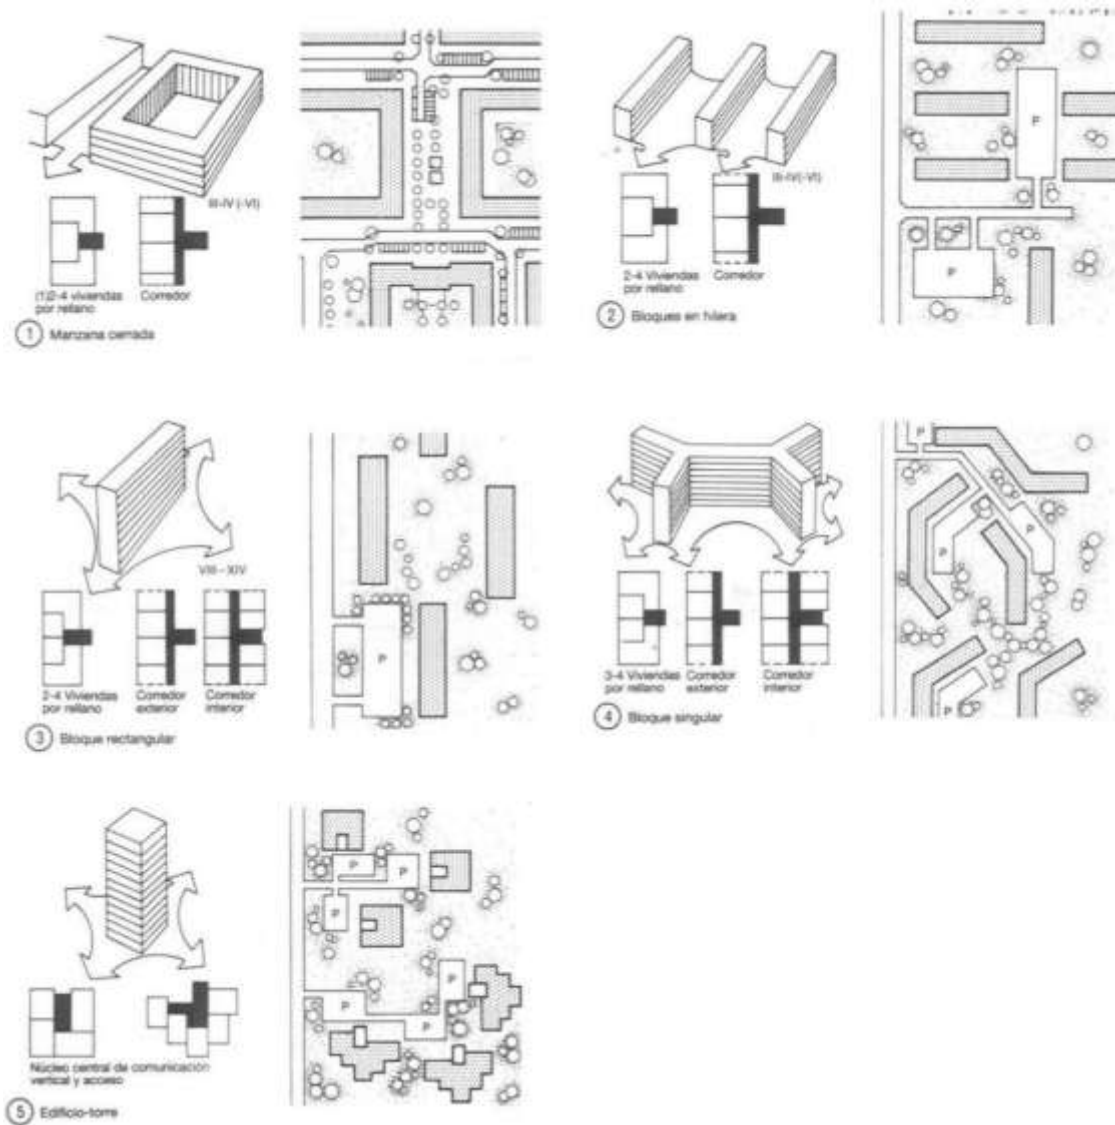 III-IV (-VI)
(1)2-4 viviendas
por rellano
Corredor
1 Manzana cerrada
III-IV(-VI)
2-4 Viviendas
por rellano
Corredor
2 Bloques en hilera
P
P
VIII-XIV
2-4 Viviendas
por rellano
Corredor
exterior
Corredor
interior
3 Bloque rectangular
P
3-4 Viviendas
por rellano
Corredor
exterior
Corredor
interior
4 Bloque singular
P
P
P
P
Núcleo central de comunicación
vertical y acceso
5 Edificio-torre
P
P
P
P
P
P